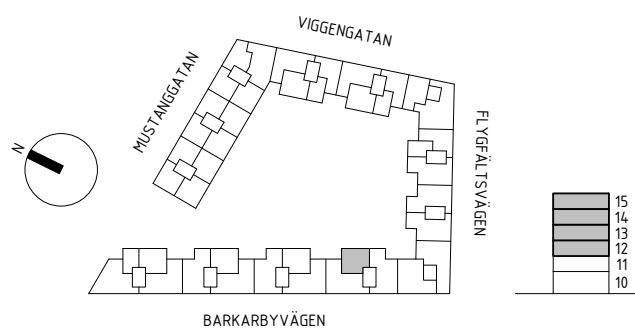 VIGGENGATAN
MUSTANGGATAN
FLYGFÄLTSVÄGEN
N
15
14
13
12
11
10
BARKARBYVÄGEN